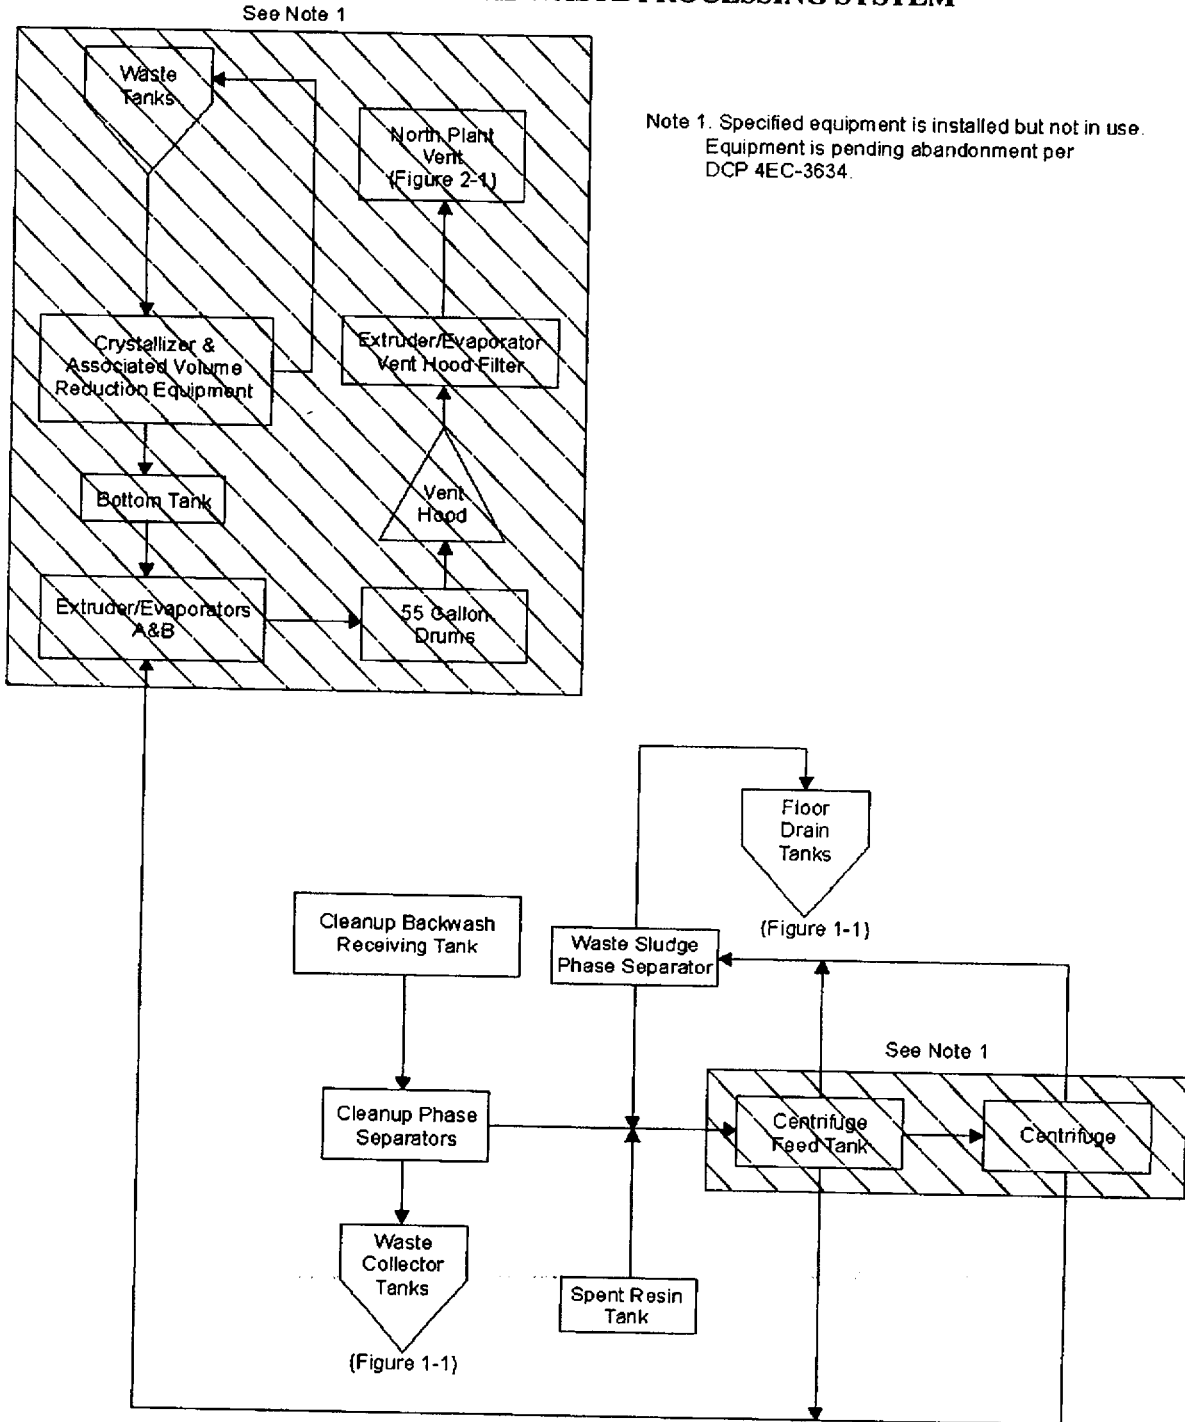 WASTE PROCESSING SYSTEM
See Note 1
Waste
Tanks
North Plant
Vent
(Figure 2-1)
Note 1. Specified equipment is installed but not in use.
Equipment is pending abandonment per
DCP 4EC-3634.
Crystallizer &
Associated Volume
Reduction Equipment
Extruder/Evaporator
Vent Hood Filter
Bottom Tank
Vent
Hood
Extruder/Evaporators
A&B
55 Gallon
Drums
Floor
Drain
Tanks
(Figure 1-1)
Cleanup Backwash
Receiving Tank
Waste Sludge
Phase Separator
See Note 1
Cleanup Phase
Separators
Centrifuge
Feed Tank
Centrifuge
Waste
Collector
Tanks
(Figure 1-1)
Spent Resin
Tank